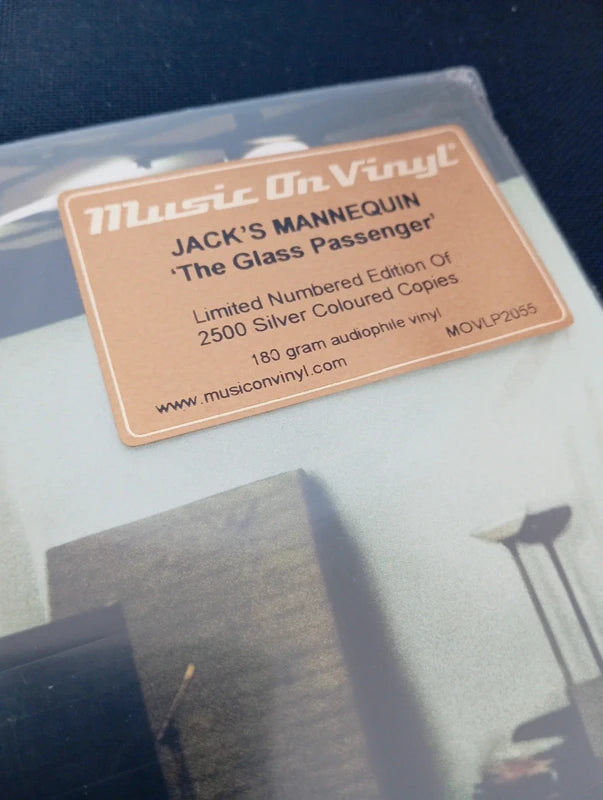 Music On Vinyl®
JACK'S MANNEQUIN
'The Glass Passenger'
Limited Numbered Edition Of
2500 Silver Coloured Copies
180 gram audiophile vinyl
www.musiconvinyl.com
MOVLP2055